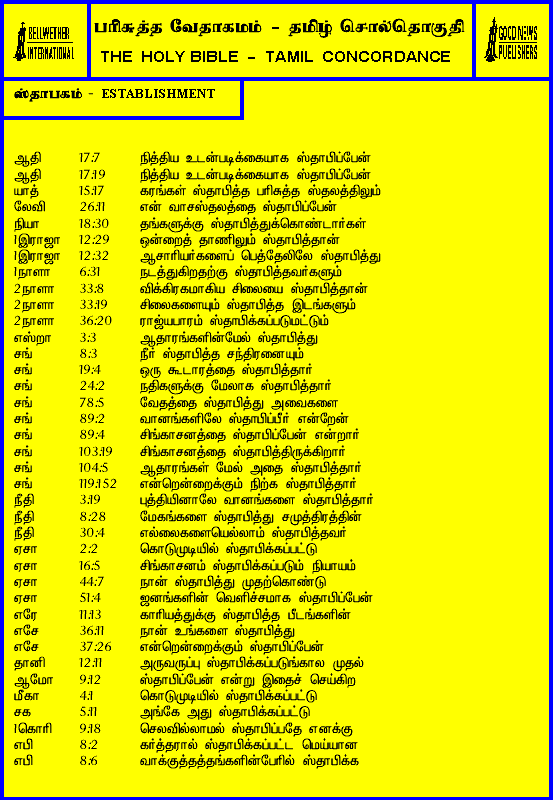 BELLWETHER INTERNATIONAL
பரிசுத்த வேதாகமம் - தமிழ் சொல்தொகுதி
THE HOLY BIBLE - TAMIL CONCORDANCE
GOOD NEWS PUBLISHERS
ஸ்தாபகம் - ESTABLISHMENT
ஆதி 17:7 நித்திய உடன்படிக்கையாக ஸ்தாபிப்பேன்
ஆதி 17:19 நித்திய உடன்படிக்கையாக ஸ்தாபிப்பேன்
யாத் 15:17 கரங்கள் ஸ்தாபித்த பரிசுத்த ஸ்தலத்திலும்
லேவி 26:11 என் வாசஸ்தலத்தை ஸ்தாபிப்பேன்
நியா 18:30 தங்களுக்கு ஸ்தாபித்துக்கொண்டார்கள்
1இராஜா 12:29 ஒன்றைத் தாணிலும் ஸ்தாபித்தான்
1இராஜா 12:32 ஆசாரியர்களைப் பெத்தேலிலே ஸ்தாபித்து
1நாளா 6:31 நடத்துகிறதற்கு ஸ்தாபித்தவர்களும்
2நாளா 33:8 விக்கிரகமாகிய சிலையை ஸ்தாபித்தான்
2நாளா 33:19 சிலைகளையும் ஸ்தாபித்த இடங்களும்
2நாளா 36:20 ராஜ்யபாரம் ஸ்தாபிக்கப்படுமட்டும்
எஸ்றா 3:3 ஆதாரங்களின்மேல் ஸ்தாபித்து
சங் 8:3 நீர் ஸ்தாபித்த சந்திரனையும்
சங் 19:4 ஒரு கூடாரத்தை ஸ்தாபித்தார்
சங் 24:2 நதிகளுக்கு மேலாக ஸ்தாபித்தார்
சங் 78:5 வேதத்தை ஸ்தாபித்து அவைகளை
சங் 89:2 வானங்களிலே ஸ்தாபிப்பீர் என்றேன்
சங் 89:4 சிங்காசனத்தை ஸ்தாபிப்பேன் என்றார்
சங் 103:19 சிங்காசனத்தை ஸ்தாபித்திருக்கிறார்
சங் 104:5 ஆதாரங்கள் மேல் அதை ஸ்தாபித்தார்
சங் 119:152 என்றென்றைக்கும் நிற்க ஸ்தாபித்தார்
நீதி 3:19 புத்தியினாலே வானங்களை ஸ்தாபித்தார்
நீதி 8:28 மேகங்களை ஸ்தாபித்து சமுத்திரத்தின்
நீதி 30:4 எல்லைகளையெல்லாம் ஸ்தாபித்தவர்
ஏசா 2:2 கொடுமுடியில் ஸ்தாபிக்கப்பட்டு
ஏசா 16:5 சிங்காசனம் ஸ்தாபிக்கப்படும் நியாயம்
ஏசா 44:7 நான் ஸ்தாபித்து முதற்கொண்டு
ஏசா 51:4 ஜனங்களின் வெளிச்சமாக ஸ்தாபிப்பேன்
எரே 11:13 காரியத்துக்கு ஸ்தாபித்த பீடங்களின்
எசே 36:11 நான் உங்களை ஸ்தாபித்து
எசே 37:26 என்றென்றைக்கும் ஸ்தாபிப்பேன்
தானி 12:11 அருவருப்பு ஸ்தாபிக்கப்படுங்கால முதல்
ஆமோ 9:12 ஸ்தாபிப்பேன் என்று இதைச் செய்கிற
மீகா 4:1 கொடுமுடியில் ஸ்தாபிக்கப்பட்டு
சக 5:11 அங்கே அது ஸ்தாபிக்கப்பட்டு
1கொரி 9:18 செலவில்லாமல் ஸ்தாபிப்பதே எனக்கு
எபி 8:2 கர்த்தரால் ஸ்தாபிக்கப்பட்ட மெய்யான
எபி 8:6 வாக்குத்தத்தங்களின்பேரில் ஸ்தாபிக்க